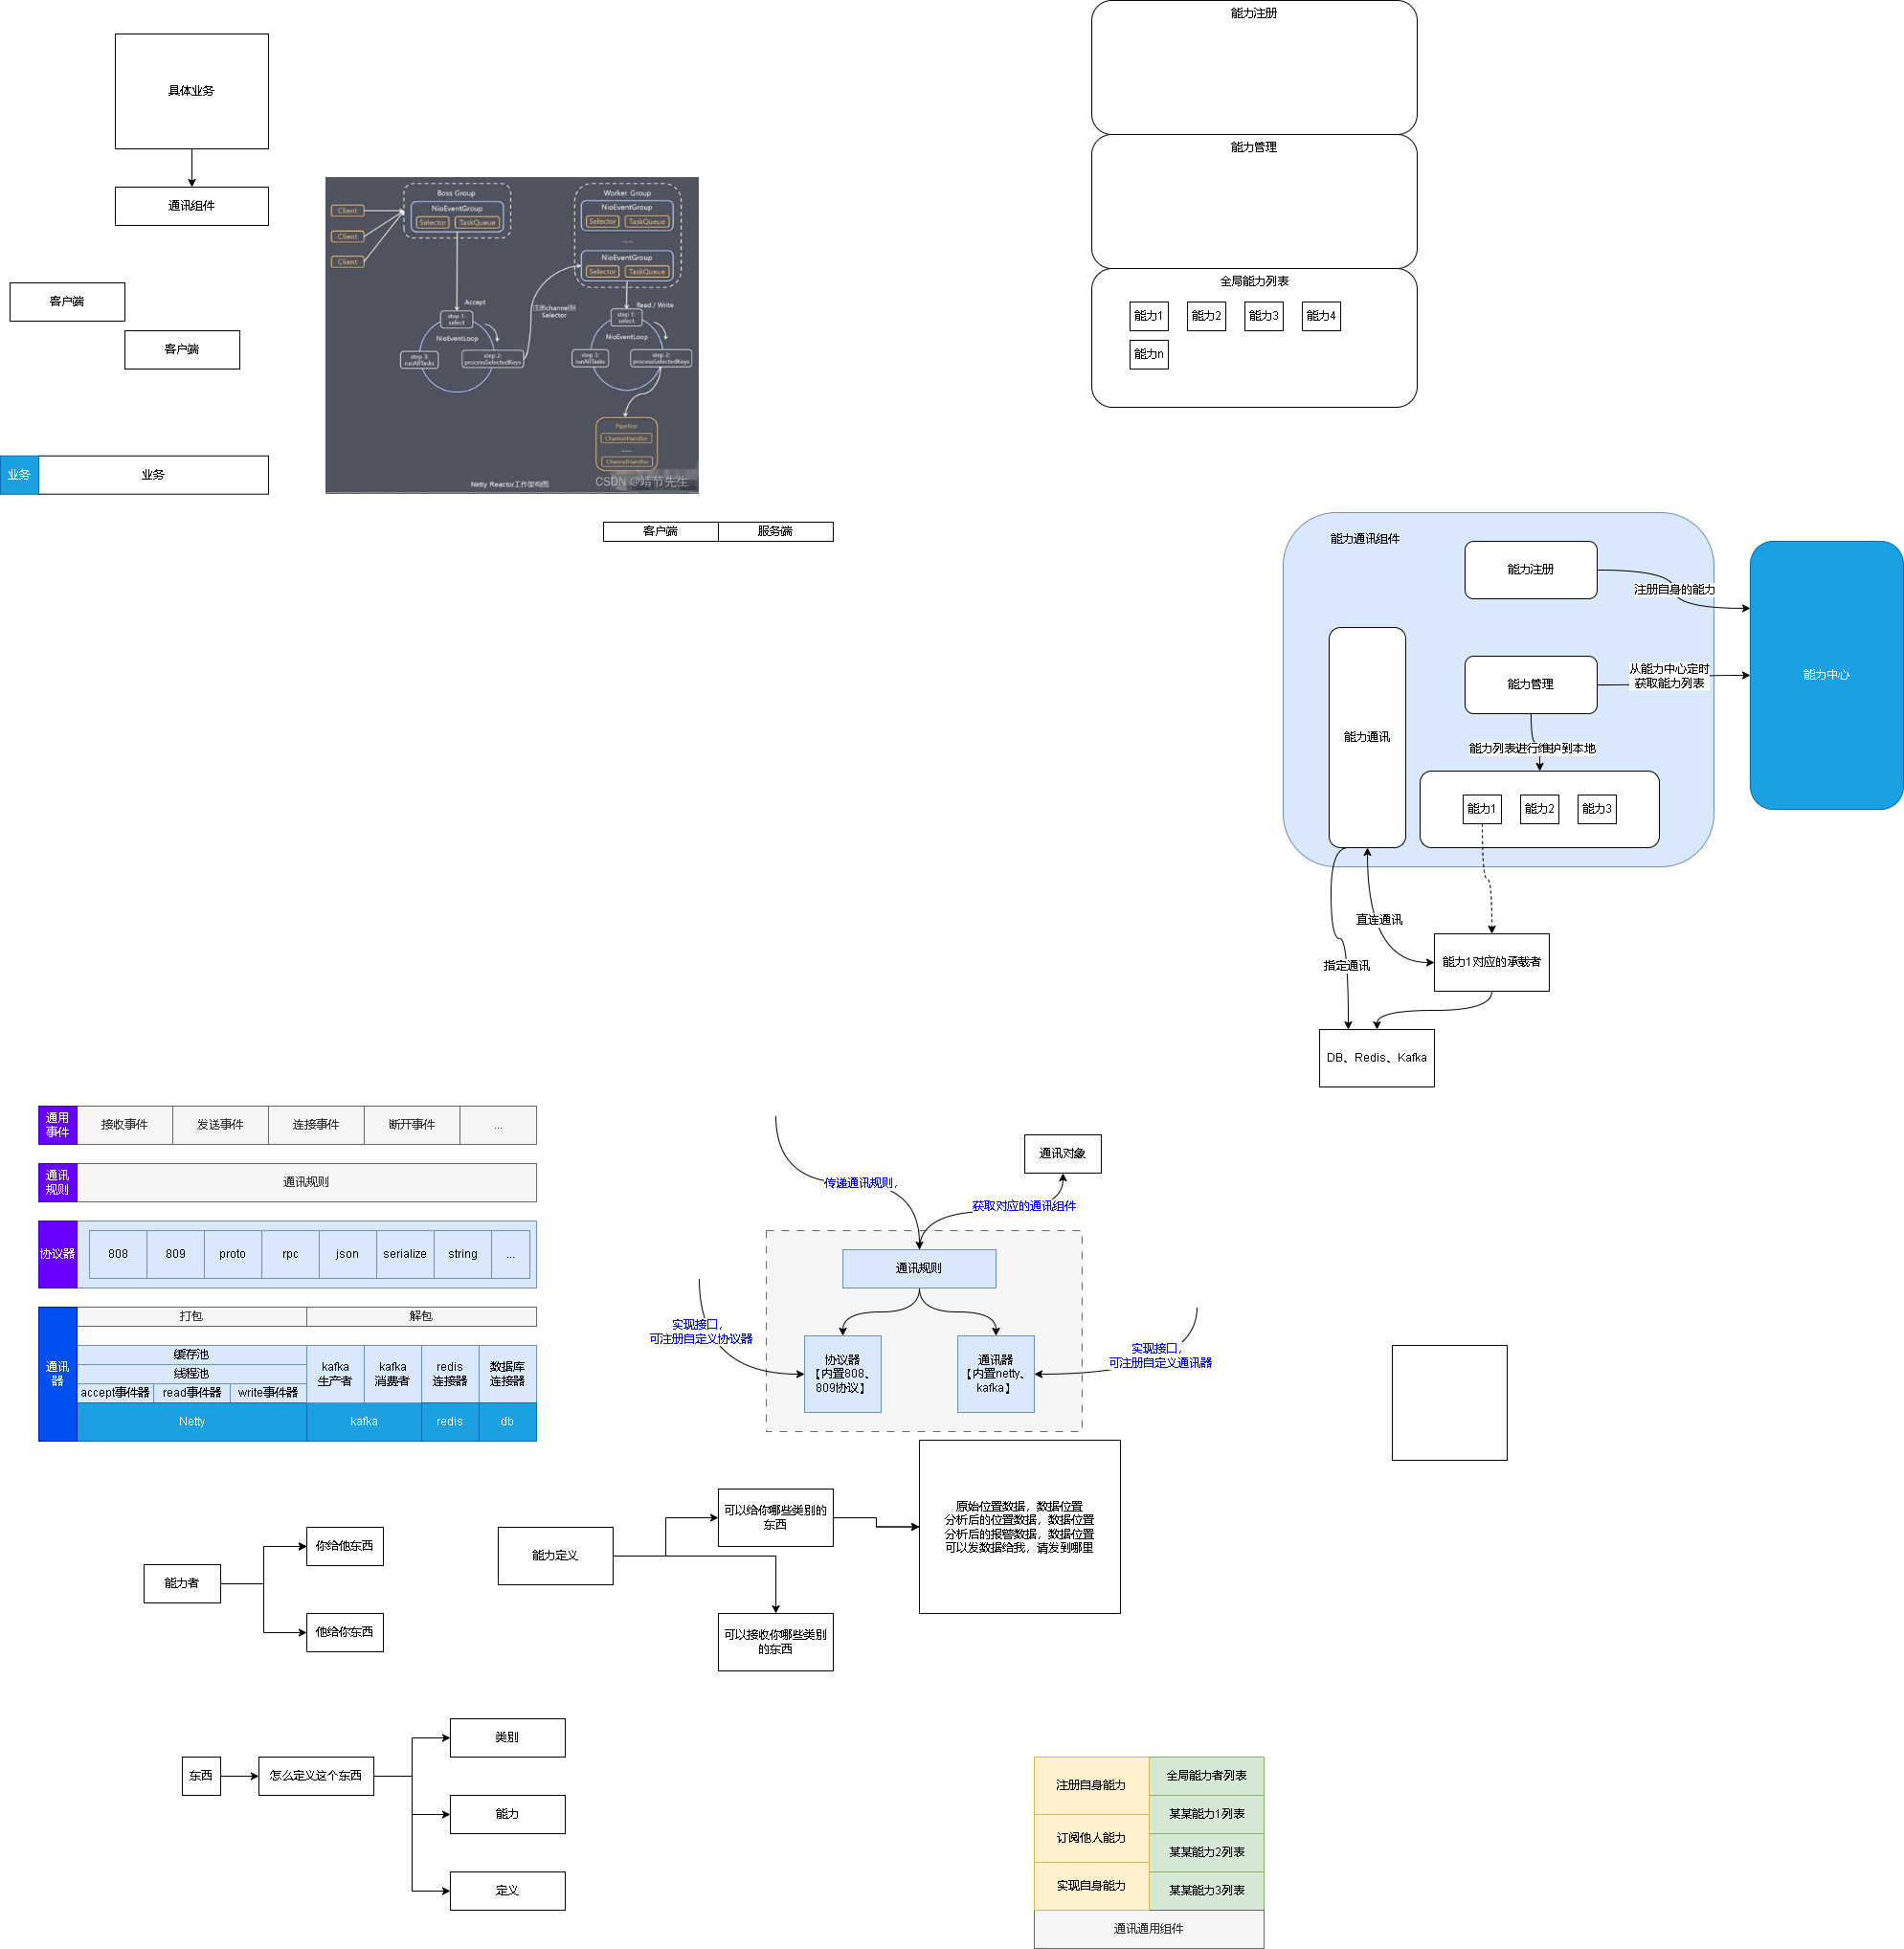 能力注册
具体业务
能力管理
通讯组件
Boss Group
NioEventGroup
Selector
TaskQueue
Client
Client
Client
Worker Group
NioEventGroup
Selector
TaskQueue
......
NioEventGroup
Selector
TaskQueue
Accept
注册channel到
Selector
Read / Write
step 1:
select
NioEventLoop
step 3:
runAllTasks
step 2:
processSelectedKeys
step 1:
select
NioEventLoop
step 3:
runAllTasks
step 2:
processSelectedKeys
Pipeline
ChannelHandler
......
ChannelHandler
Netty Reactor工作架构图
CSDN @靖节先生
全局能力列表
能力1
能力2
能力3
能力4
能力n
客户端
客户端
业务
业务
客户端
服务端
能力通讯组件
能力注册
注册自身的能力
能力管理
从能力中心定时
获取能力列表
能力中心
能力通讯
能力列表进行维护到本地
能力1
能力2
能力3
直连通讯
指定通讯
能力1对应的承载者
DB、Redis、Kafka
通用
事件
接收事件
发送事件
连接事件
断开事件
...
通讯
规则
通讯规则
协议器
808
809
proto
rpc
json
serialize
string
...
通讯
器
打包
解包
缓存池
线程池
accept事件器
read事件器
write事件器
kafka
生产者
kafka
消费者
redis
连接器
数据库
连接器
Netty
kafka
redis
db
通讯对象
传递通讯规则,
获取对应的通讯组件
通讯规则
实现接口,
可注册自定义协议器
协议器
【内置808、
809协议】
通讯器
【内置netty、
kafka】
实现接口,
可注册自定义通讯器
能力者
你给他东西
他给你东西
能力定义
可以给你哪些类别的
东西
可以接收你哪些类别
的东西
原始位置数据，数据位置
分析后的位置数据，数据位置
分析后的报警数据，数据位置
可以发数据给我，请发到哪里
东西
怎么定义这个东西
类别
能力
定义
注册自身能力
订阅他人能力
实现自身能力
全局能力者列表
某某能力1列表
某某能力2列表
某某能力3列表
通讯通用组件